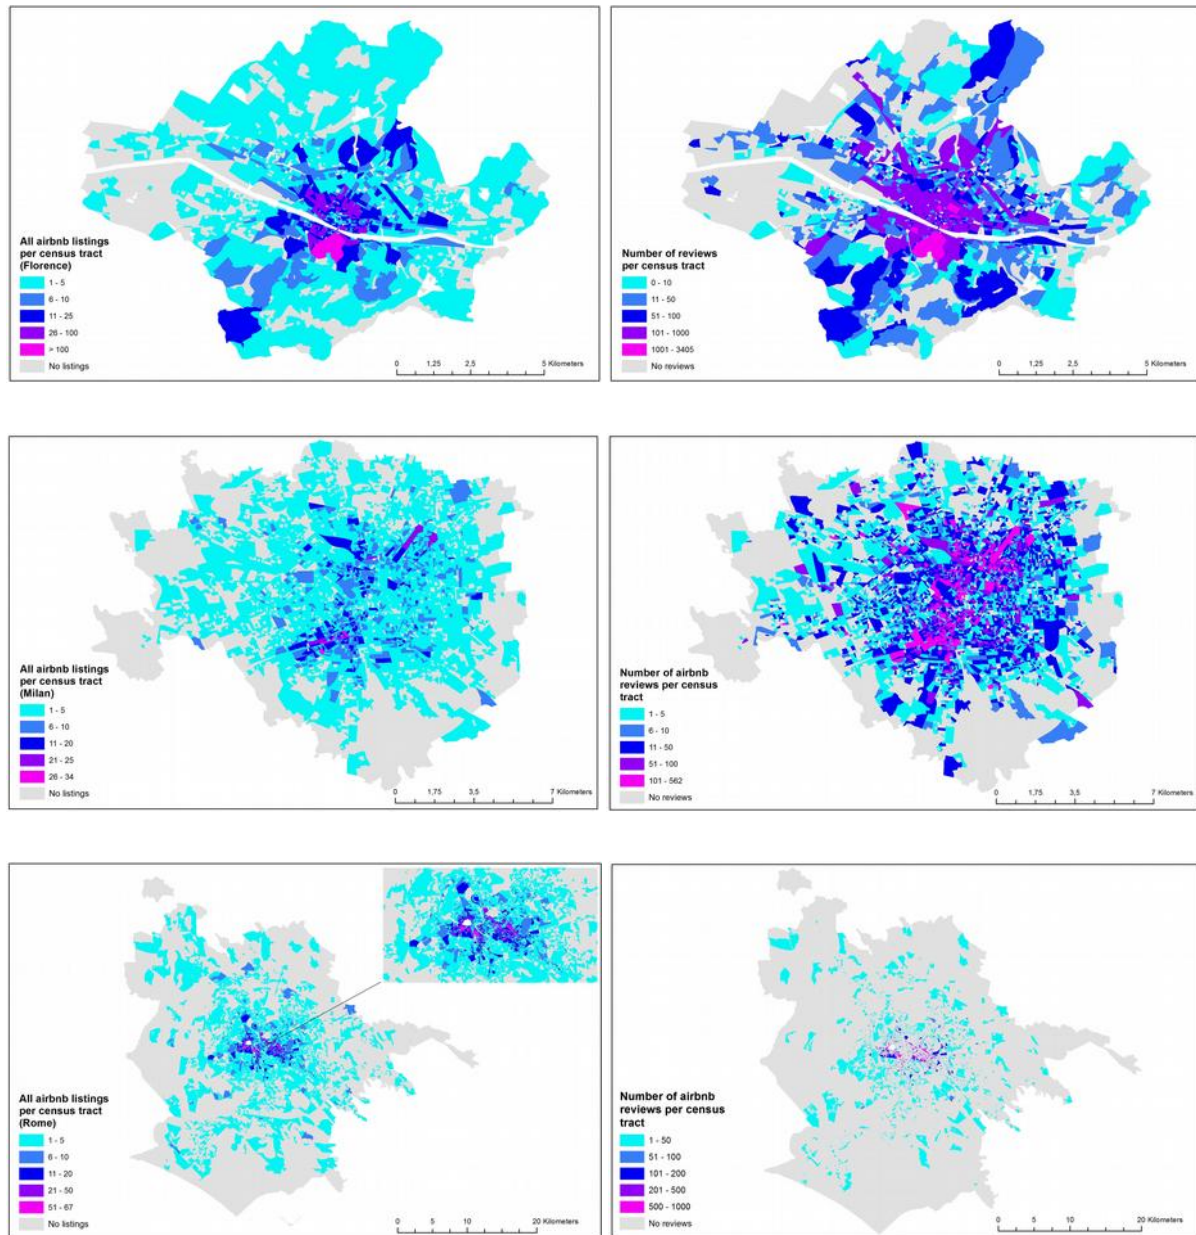 All airbnb listings
per census tract
(Florence)
1 - 5
6 - 10
11 - 25
26 - 100
> 100
No listings
0 1,25 2,5 5 Kilometers
Number of reviews
per census tract
0 - 10
11 - 50
51 - 100
101 - 1000
1001 - 3405
No reviews
0 1,25 2,5 5 Kilometers
All airbnb listings
per census tract
(Milan)
1 - 5
6 - 10
11 - 20
21 - 25
26 - 34
No listings
0 1,75 3,5 7 Kilometers
Number of airbnb
reviews per census
tract
1 - 5
6 - 10
11 - 50
51 - 100
101 - 562
No reviews
0 1,75 3,5 7 Kilometers
All airbnb listings
per census tract
(Rome)
1 - 5
6 - 10
11 - 20
21 - 50
51 - 67
No listings
0 5 10 20 Kilometers
Number of airbnb
reviews per census
tract
1 - 50
51 - 100
101 - 200
201 - 500
500 - 1000
No reviews
0 5 10 20 Kilometers